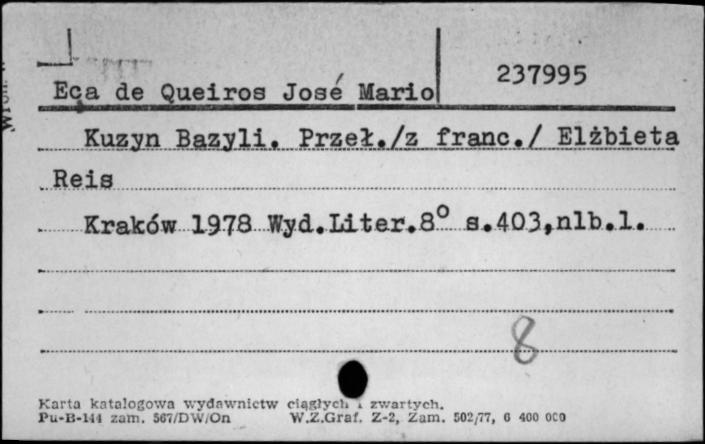 237995
Eça de Queiros José Mario
Kuzyn Bazyli. Przeł./z franc./ Elżbieta
Reis
Kraków 1978 Wyd.Liter.8° s.403,nlb.1.
8
Karta katalogowa wydawnictw ciągłych i zwartych.
Pu-B-144 zam. 567/DW/On W.Z.Graf. Z-2, Zam. 502/77, 6 400 000